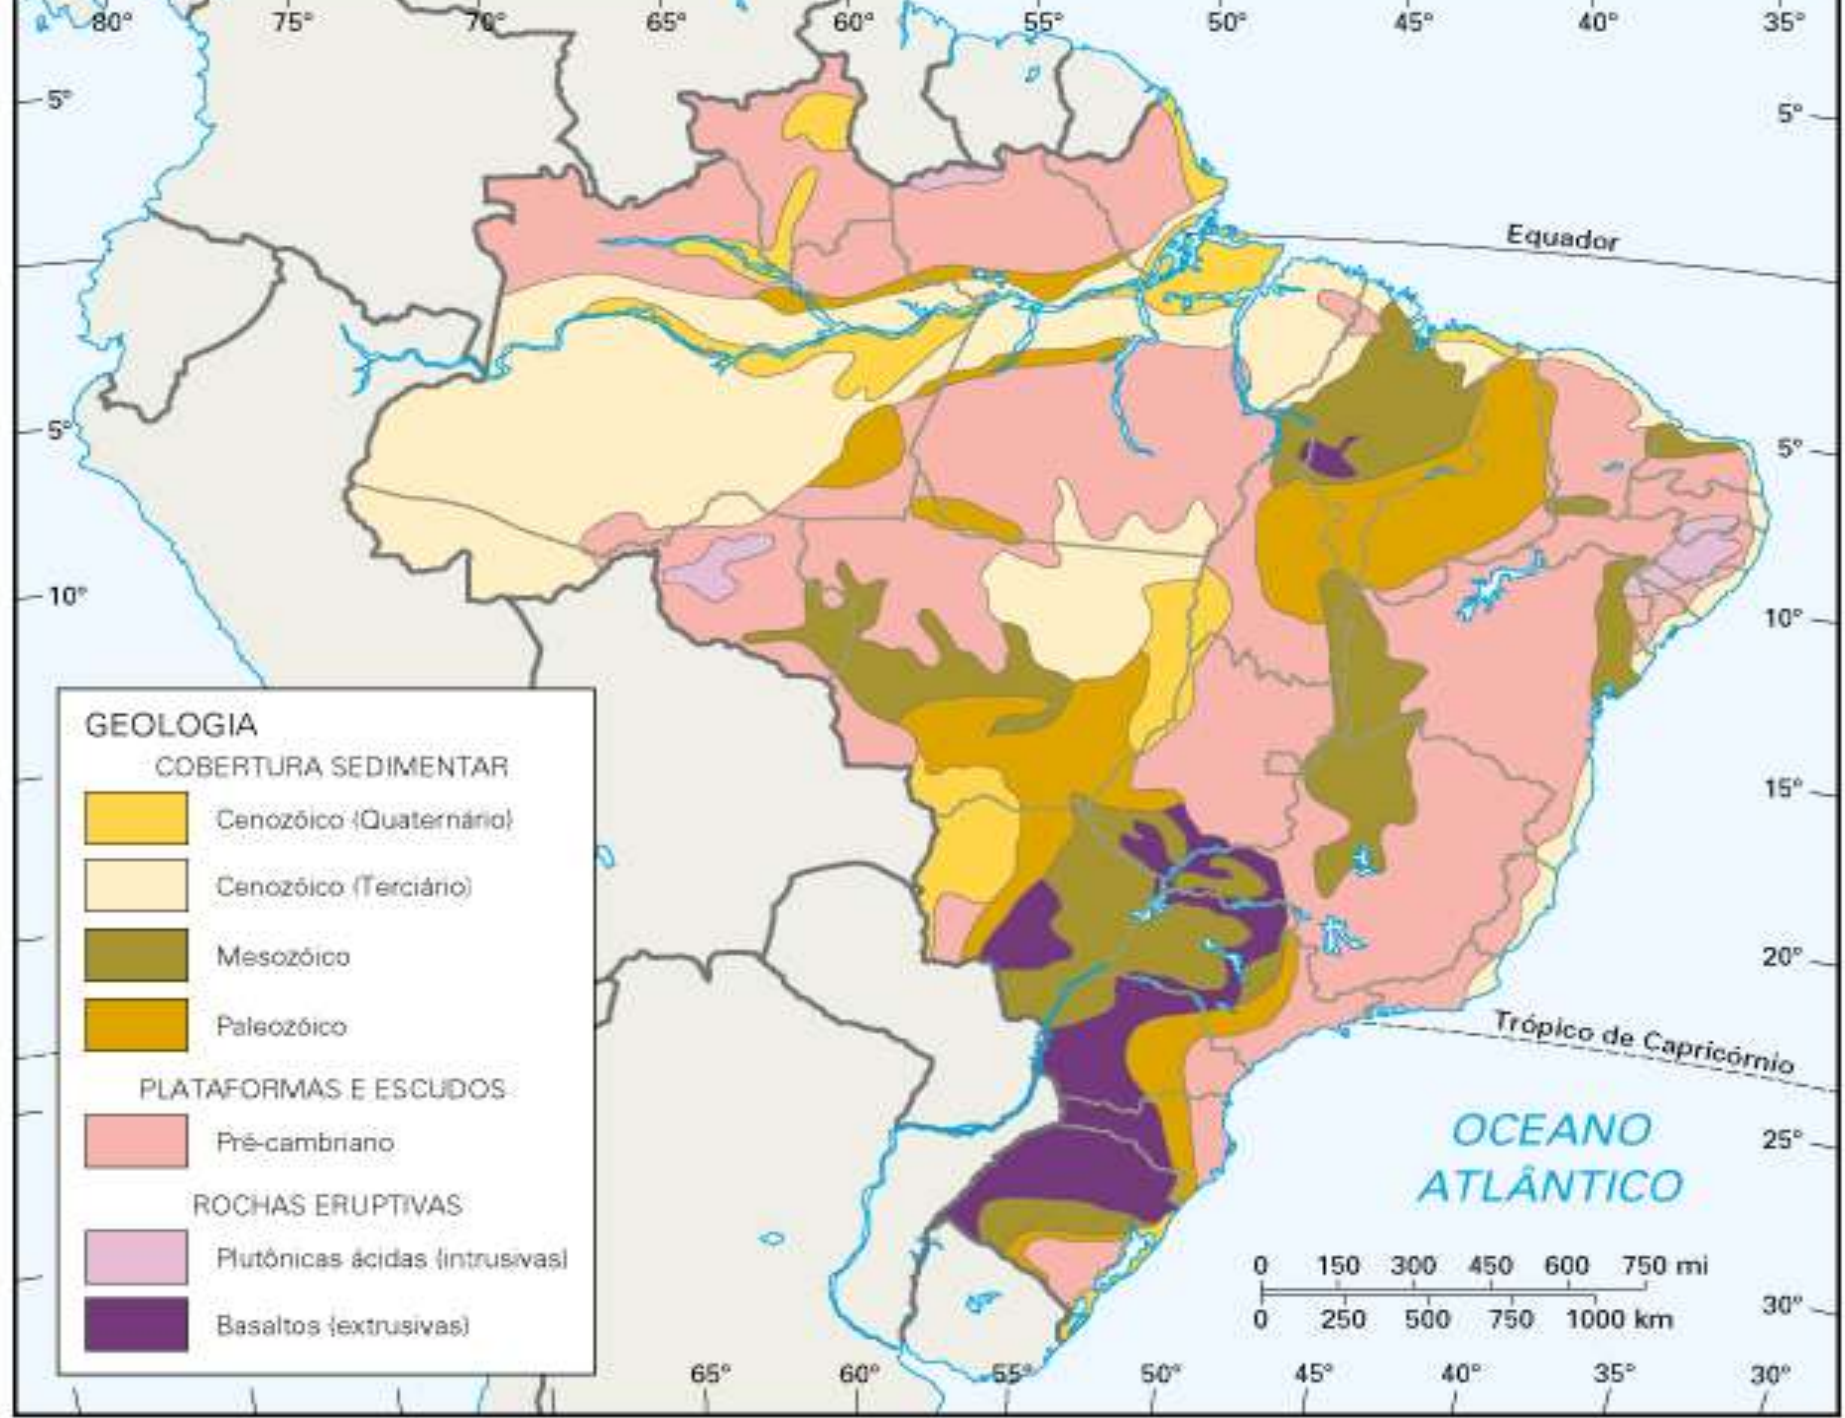 80° 75° 70° 65° 60° 55° 50° 45° 40° 35°
5° 5°
Equador
5° 5°
10° 10°
15°
20°
Trópico de Capricórnio
25°
30°
OCEANO
ATLÂNTICO
GEOLOGIA
COBERTURA SEDIMENTAR
Cenozóico (Quaternário)
Cenozóico (Terciário)
Mesozóico
Paleozóico
PLATAFORMAS E ESCUDOS
Pré-cambriano
ROCHAS ERUPTIVAS
Plutônicas ácidas (intrusivas)
Basaltos (extrusivas)
0 150 300 450 600 750 mi
0 250 500 750 1000 km
65° 60° 55° 50° 45° 40° 35° 30°